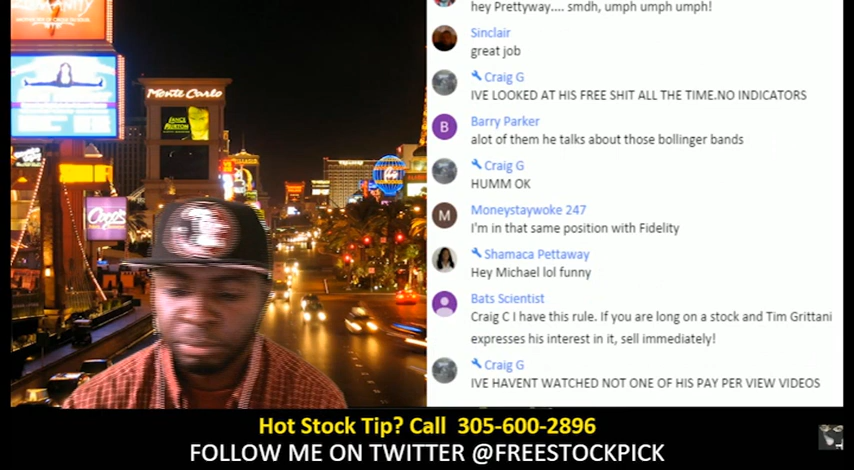 HUMANITY
Monte Carlo
LANCE
BURTON
hey Prettyway.... smdh, umph umph umph!
Sinclair
great job
Craig G
IVE LOOKED AT HIS FREE SHIT ALL THE TIME.NO INDICATORS
B Barry Parker
alot of them he talks about those bollinger bands
Craig G
HUMM OK
M Moneystaywoke 247
I'm in that same position with Fidelity
Shamaca Pettaway
Hey Michael lol funny
Bats Scientist
Craig C I have this rule. If you are long on a stock and Tim Grittani
expresses his interest in it, sell immediately!
Craig G
IVE HAVENT WATCHED NOT ONE OF HIS PAY PER VIEW VIDEOS
Hot Stock Tip? Call 305-600-2896
FOLLOW ME ON TWITTER @FREESTOCKPICK